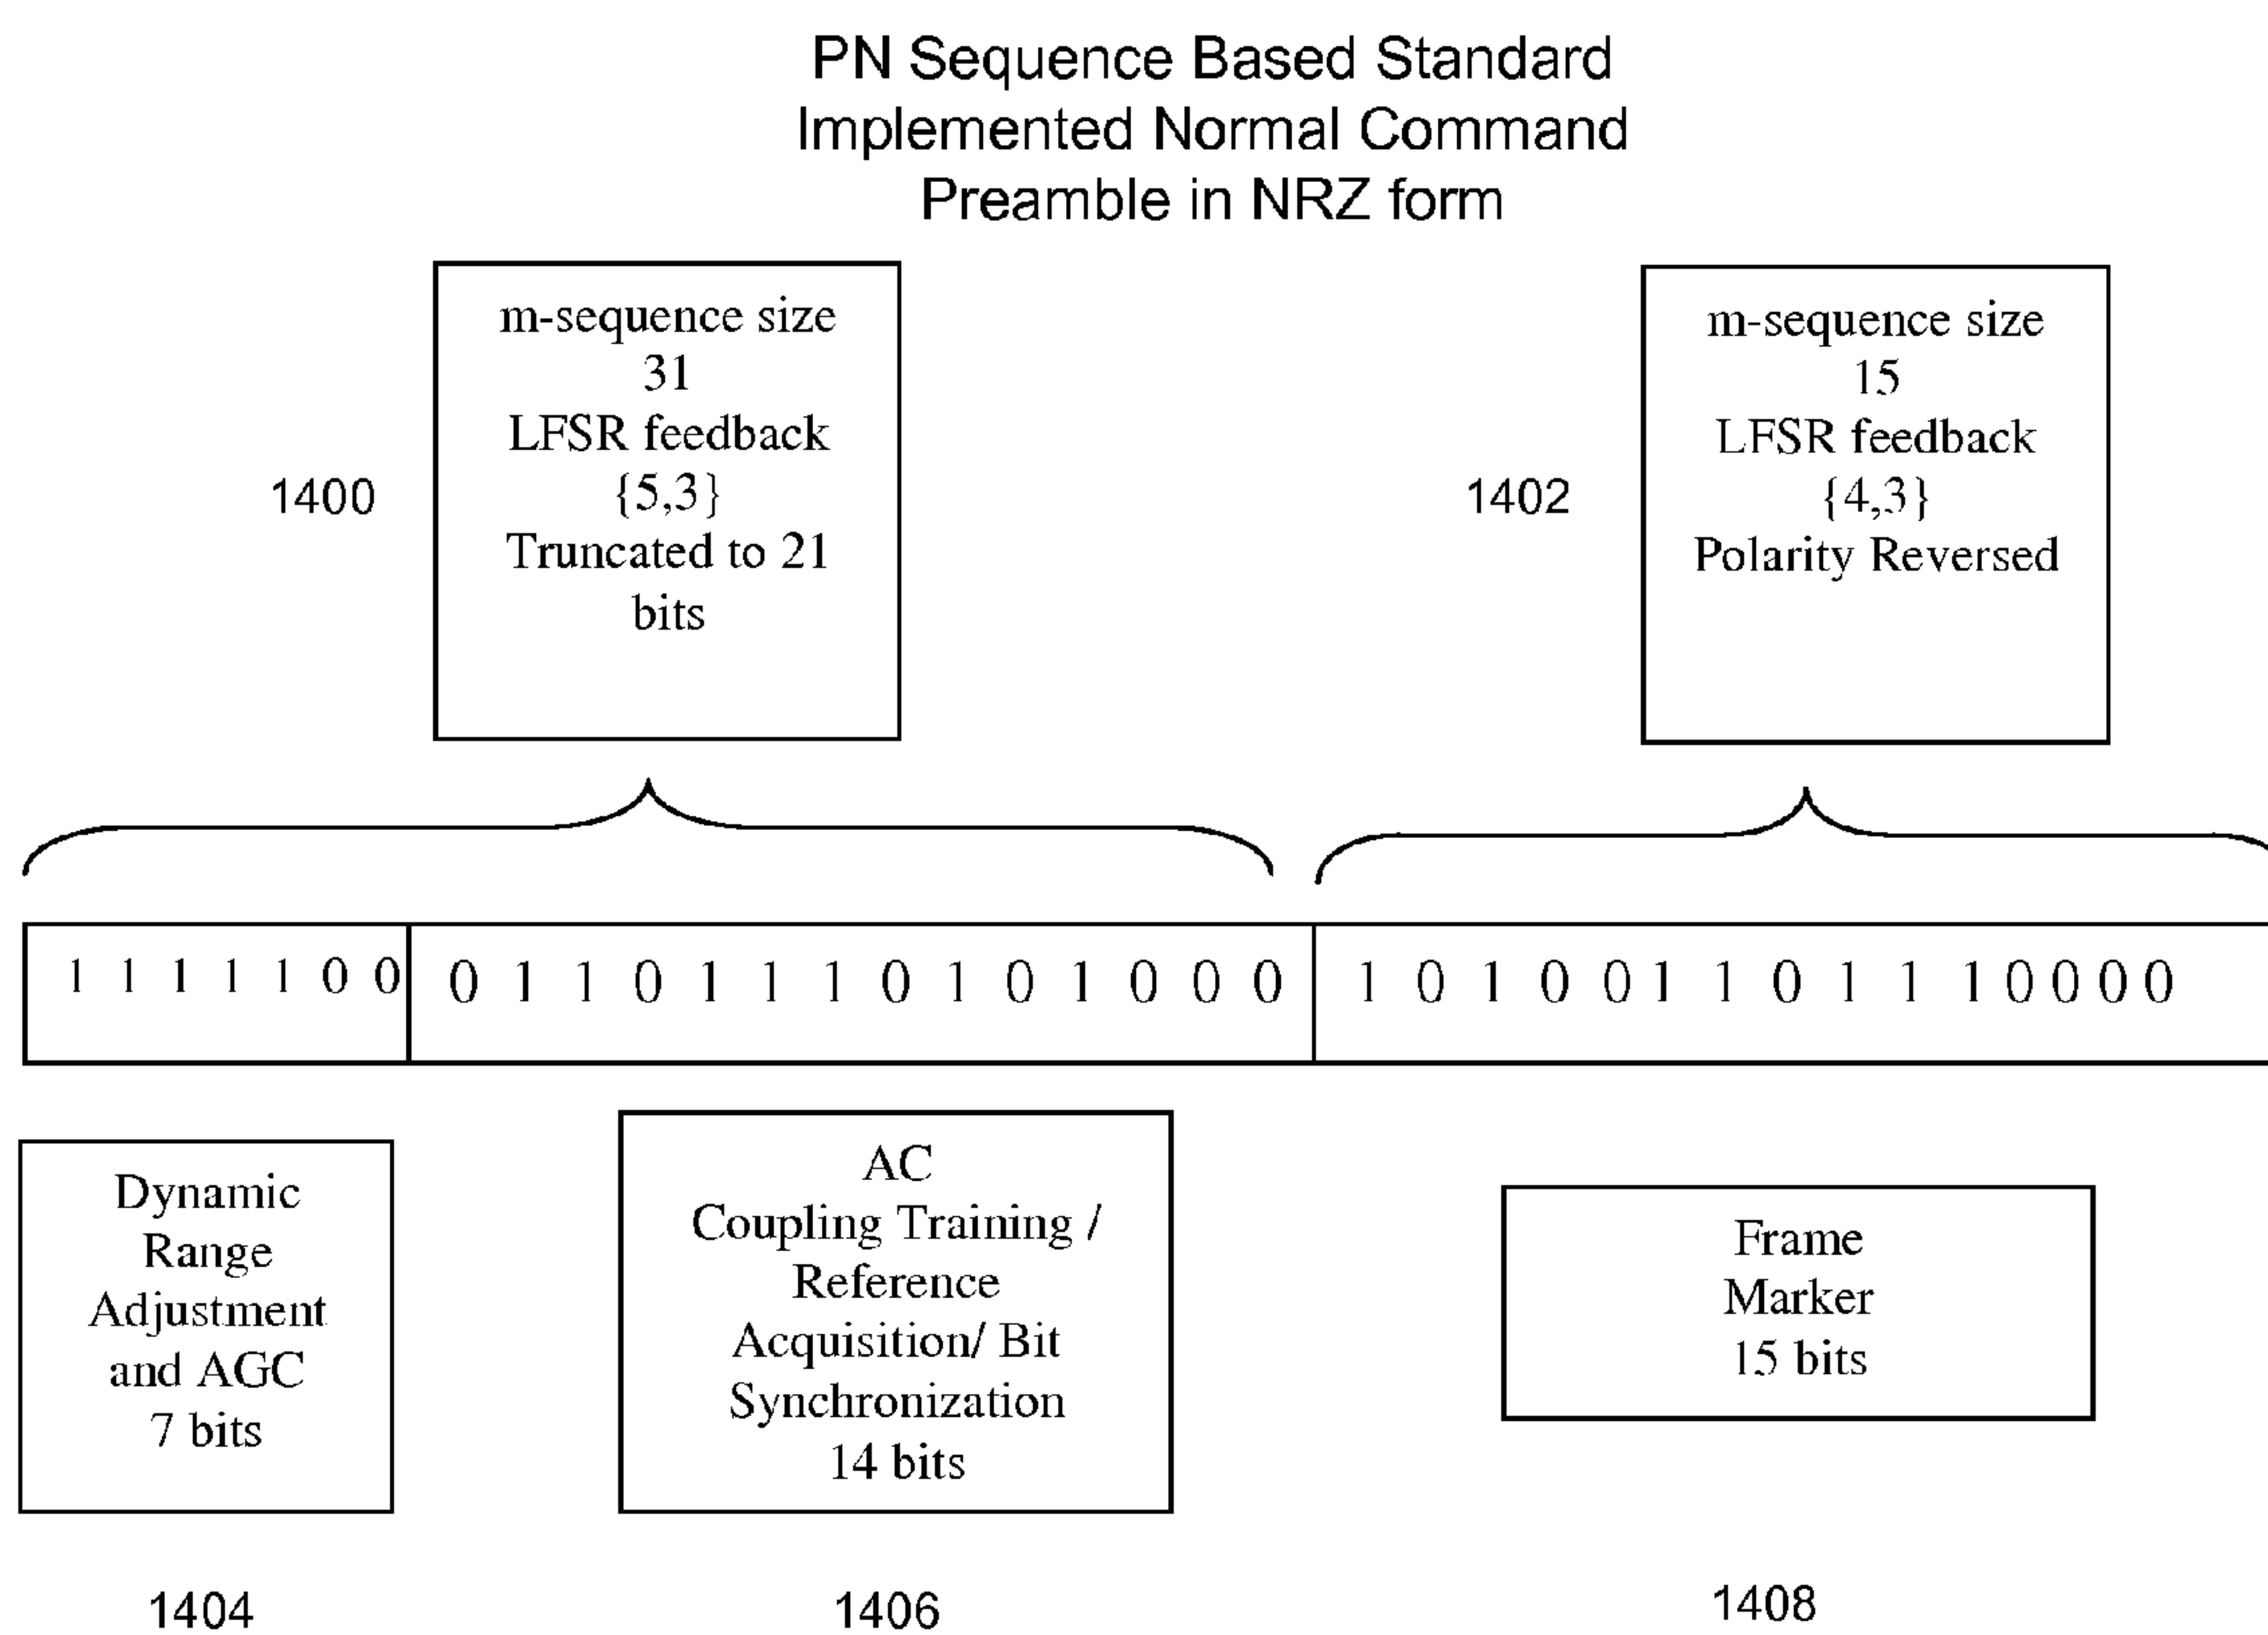 PN Sequence Based Standard
Implemented Normal Command
Preamble in NRZ form
m-sequence size
31
LFSR feedback
{5,3}
Truncated to 21
bits
1400
m-sequence size
15
LFSR feedback
{4,3}
Polarity Reversed
1402
1 1 1 1 1 0 0 0 1 1 0 1 1 1 0 1 0 1 0 0 0 1 0 1 0 0 1 1 0 1 1 1 0 0 0 0
Dynamic
Range
Adjustment
and AGC
7 bits
AC
Coupling Training /
Reference
Acquisition/ Bit
Synchronization
14 bits
Frame
Marker
15 bits
1404
1406
1408